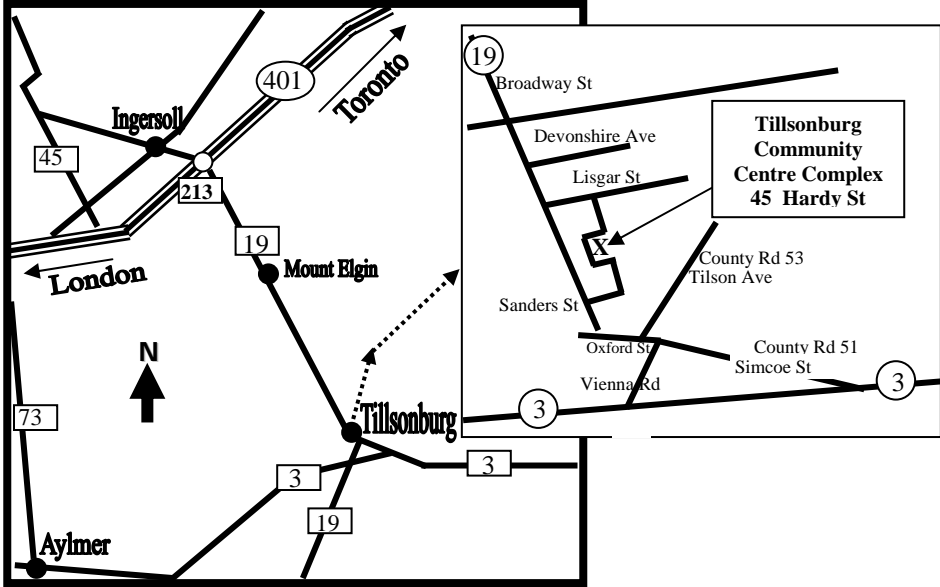 401
Toronto
Ingersoll
45
213
19
Mount Elgin
London
N
73
Tillsonburg
3
3
19
Aylmer
19
Broadway St
Devonshire Ave
Lisgar St
Tillsonburg
Community
Centre Complex
45 Hardy St
X
County Rd 53
Tilson Ave
Sanders St
Oxford St
County Rd 51
Simcoe St
Vienna Rd
3
3